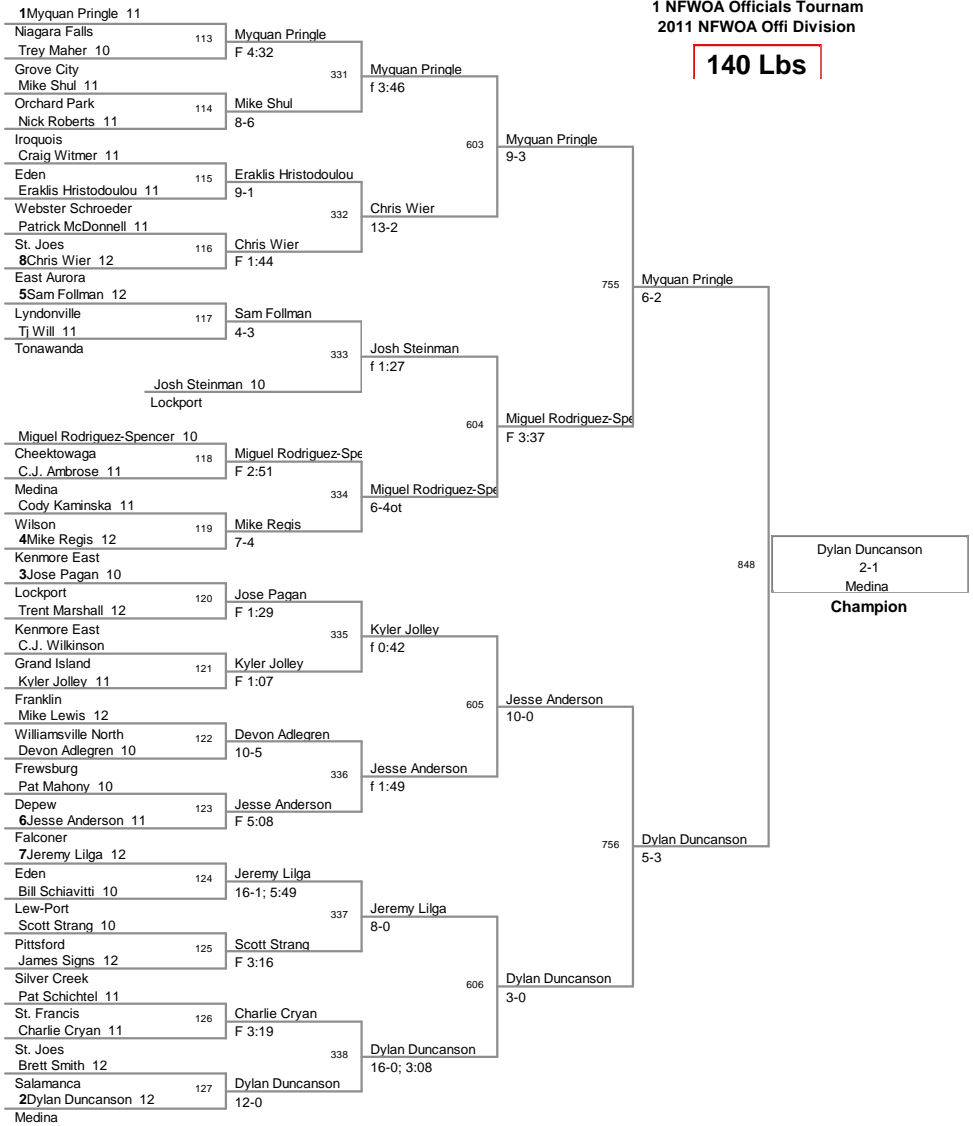 1 NFWOA Officials Tournam
2011 NFWOA Offi Division
140 Lbs
1Myquan Pringle 11
Niagara Falls
Trey Maher 10
Grove City
Mike Shul 11
Orchard Park
Nick Roberts 11
Iroquois
Craig Witmer 11
Eden
Eraklis Hristodoulou 11
Webster Schroeder
Patrick McDonnell 11
St. Joes
8Chris Wier 12
East Aurora
5Sam Follman 12
Lyndonville
Tj Will 11
Tonawanda
Josh Steinman 10
Lockport
Miguel Rodriguez-Spencer 10
Cheektowaga
C.J. Ambrose 11
Medina
Cody Kaminska 11
Wilson
4Mike Regis 12
Kenmore East
3Jose Pagan 10
Lockport
Trent Marshall 12
Kenmore East
C.J. Wilkinson
Grand Island
Kyler Jolley 11
Franklin
Mike Lewis 12
Williamsville North
Devon Adlegren 10
Frewsburg
Pat Mahony 10
Depew
6Jesse Anderson 11
Falconer
7Jeremy Lilga 12
Eden
Bill Schiavitti 10
Lew-Port
Scott Strang 10
Pittsford
James Signs 12
Silver Creek
Pat Schichtel 11
St. Francis
Charlie Cryan 11
St. Joes
Brett Smith 12
Salamanca
2Dylan Duncanson 12
Medina
113
Myquan Pringle
F 4:32
114
Mike Shul
8-6
115
Eraklis Hristodoulou
9-1
116
Chris Wier
F 1:44
117
Sam Follman
4-3
118
Miguel Rodriguez-Spe
F 2:51
119
Mike Regis
7-4
120
Jose Pagan
F 1:29
121
Kyler Jolley
F 1:07
122
Devon Adlegren
10-5
123
Jesse Anderson
F 5:08
124
Jeremy Lilga
16-1; 5:49
125
Scott Strang
F 3:16
126
Charlie Cryan
F 3:19
127
Dylan Duncanson
12-0
331
Myquan Pringle
f 3:46
332
Chris Wier
13-2
333
Josh Steinman
f 1:27
334
Miguel Rodriguez-Spe
6-4ot
335
Kyler Jolley
f 0:42
336
Jesse Anderson
f 1:49
337
Jeremy Lilga
8-0
338
Dylan Duncanson
16-0; 3:08
603
Myquan Pringle
9-3
604
Miguel Rodriguez-Spe
F 3:37
605
Jesse Anderson
10-0
606
Dylan Duncanson
3-0
755
Myquan Pringle
6-2
756
Dylan Duncanson
5-3
848
Dylan Duncanson
2-1
Medina
Champion